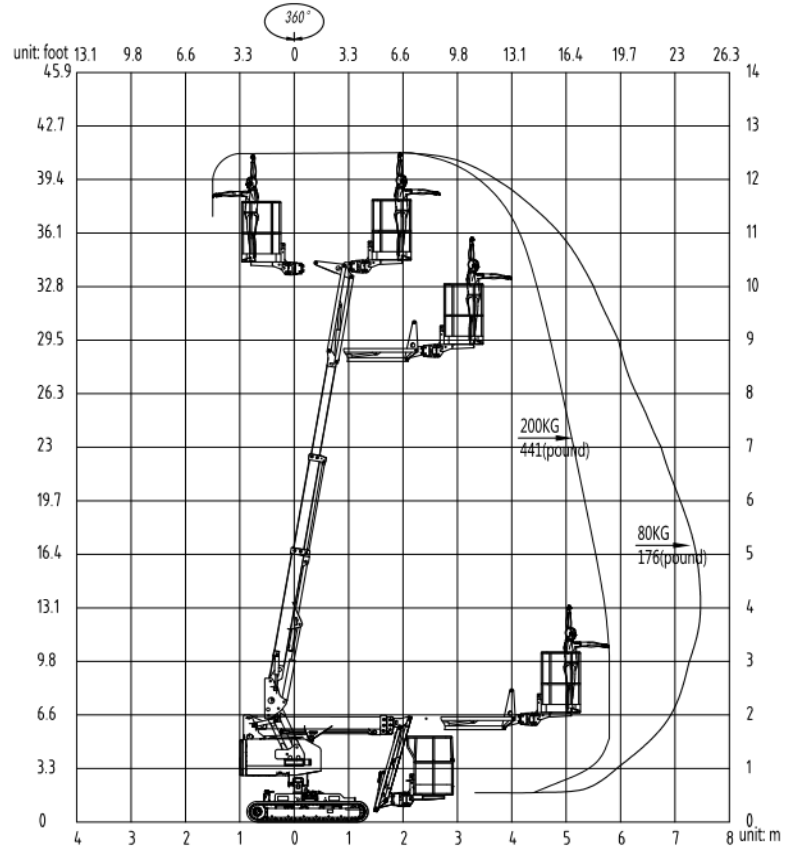 360°
unit: foot 13.1 9.8 6.6 3.3 0 3.3 6.6 9.8 13.1 16.4 19.7 23 26.3
45.9 14
42.7 13
39.4 12
36.1 11
32.8 10
29.5 9
26.3 8
200KG
441(pound)
23 7
19.7 6
80KG
176(pound)
16.4 5
13.1 4
9.8 3
6.6 2
3.3 1
0 0
4 3 2 1 0 1 2 3 4 5 6 7 8 unit: m